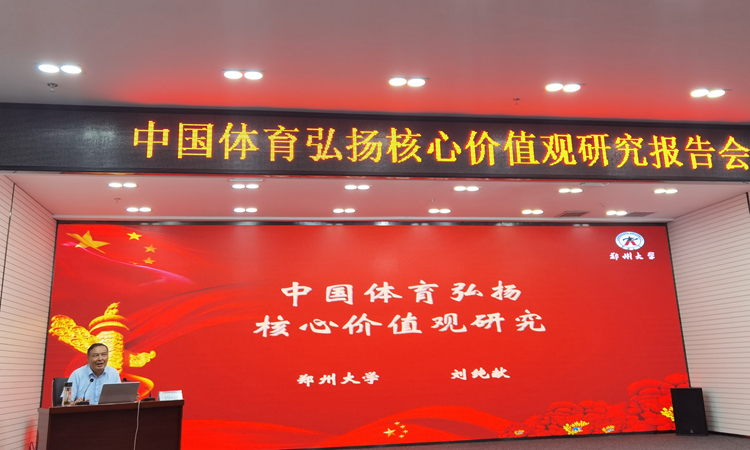 中国体育弘扬核心价值观研究报告会
郑州大学
中国体育弘扬
核心价值观研究
郑州大学 刘纯献